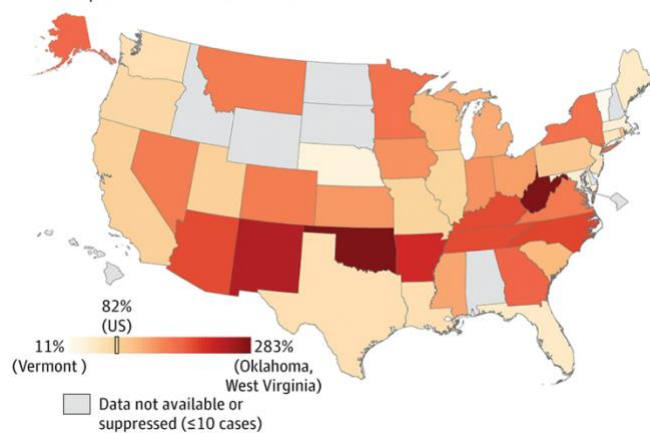 82%
(US)
11%
(Vermont )
283%
(Oklahoma,
West Virginia)
Data not available or
suppressed (≤10 cases)